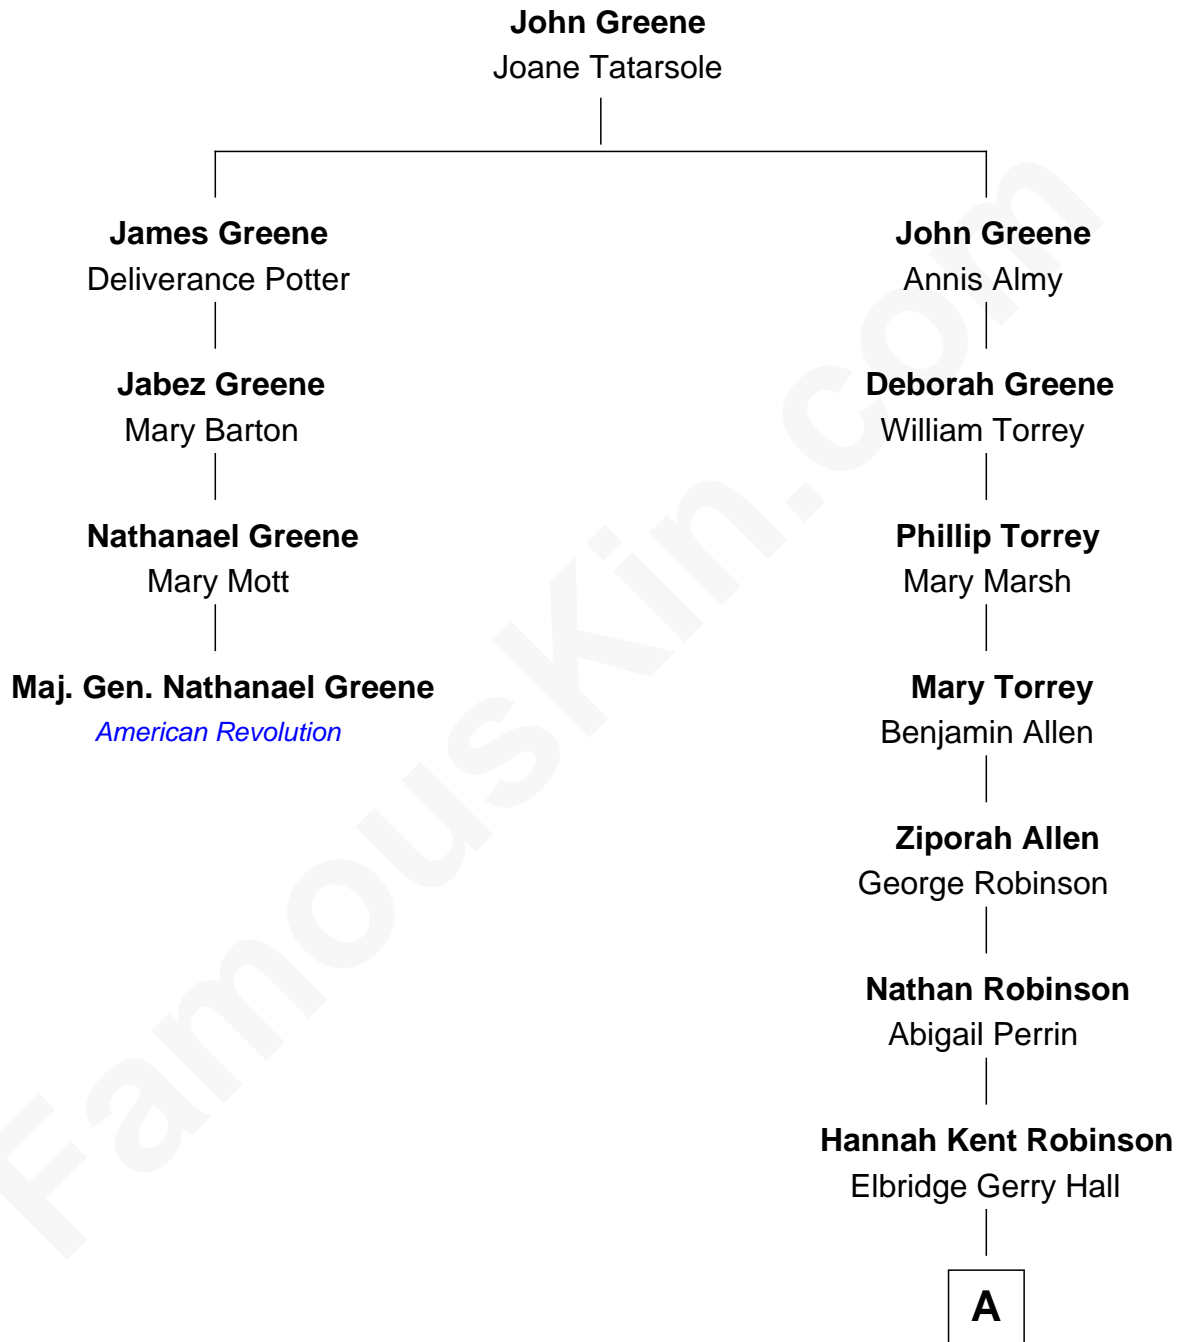 John Greene
Joane Tatarsole
James Greene
Deliverance Potter
Jabez Greene
Mary Barton
Nathanael Greene
Mary Mott
Maj. Gen. Nathanael Greene
American Revolution
John Greene
Annis Almy
Deborah Greene
William Torrey
Phillip Torrey
Mary Marsh
Mary Torrey
Benjamin Allen
Ziporah Allen
George Robinson
Nathan Robinson
Abigail Perrin
Hannah Kent Robinson
Elbridge Gerry Hall
A
FamousKin.com